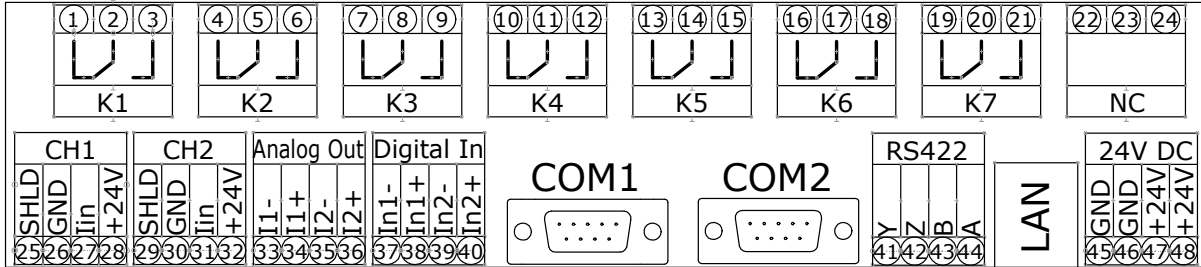 1 2 3 4 5 6 7 8 9 10 11 12 13 14 15 16 17 18 19 20 21 22 23 24
K1 K2 K3 K4 K5 K6 K7 NC
CH1 CH2 Analog Out Digital In COM1 COM2 RS422 LAN 24V DC
SHLD GND Iin +24V SHLD GND Iin +24V I1- I1+ I2- I2+ In1- In1+ In2- In2+ Y Z B A GND GND +24V +24V
25 26 27 28 29 30 31 32 33 34 35 36 37 38 39 40 41 42 43 44 45 46 47 48